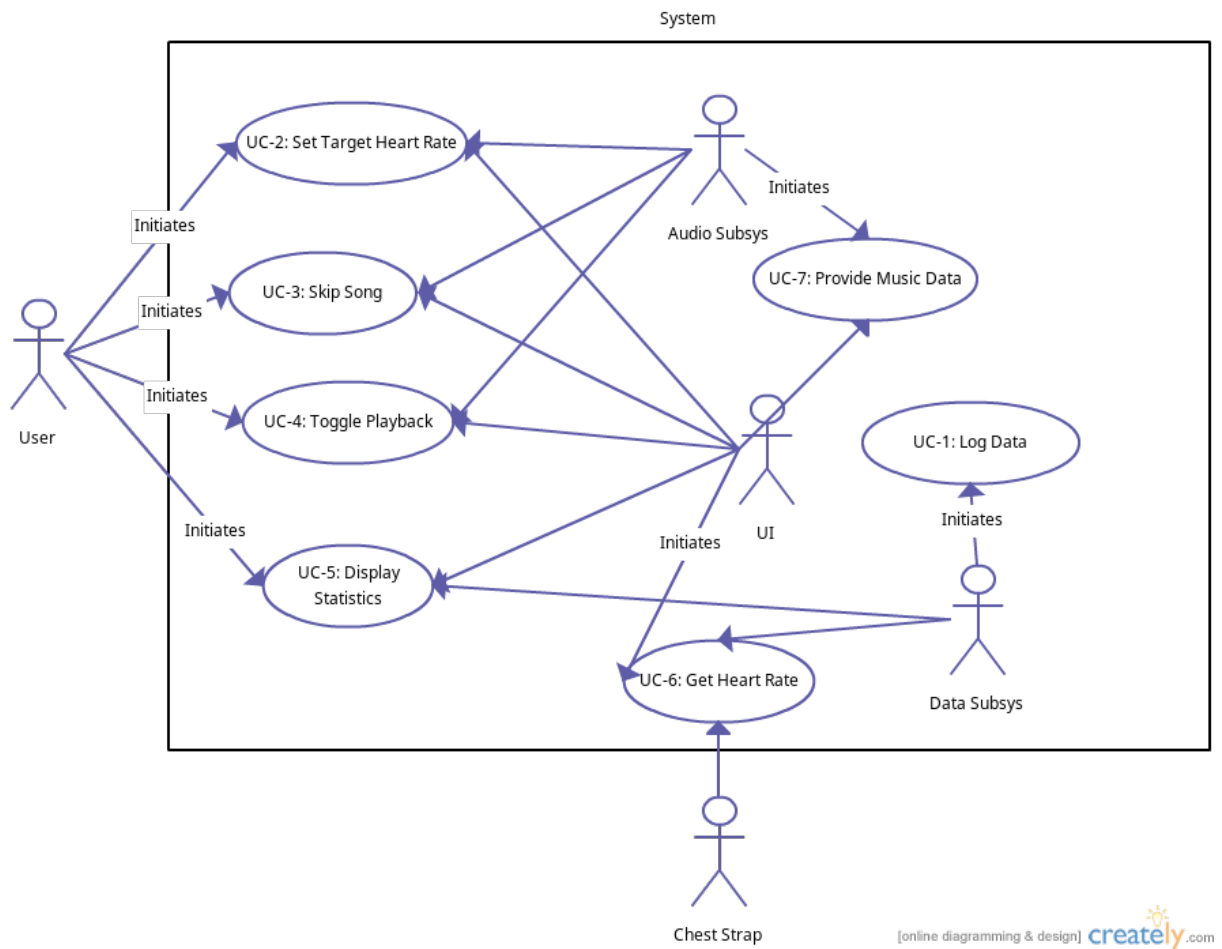 System
UC-2: Set Target Heart Rate
Initiates
Audio Subsys
Initiates
UC-7: Provide Music Data
UC-3: Skip Song
Initiates
User
Initiates
UC-4: Toggle Playback
UC-1: Log Data
Initiates
Initiates
UI
Initiates
UC-5: Display
Statistics
UC-6: Get Heart Rate
Data Subsys
Chest Strap
[online diagramming & design] creately.com